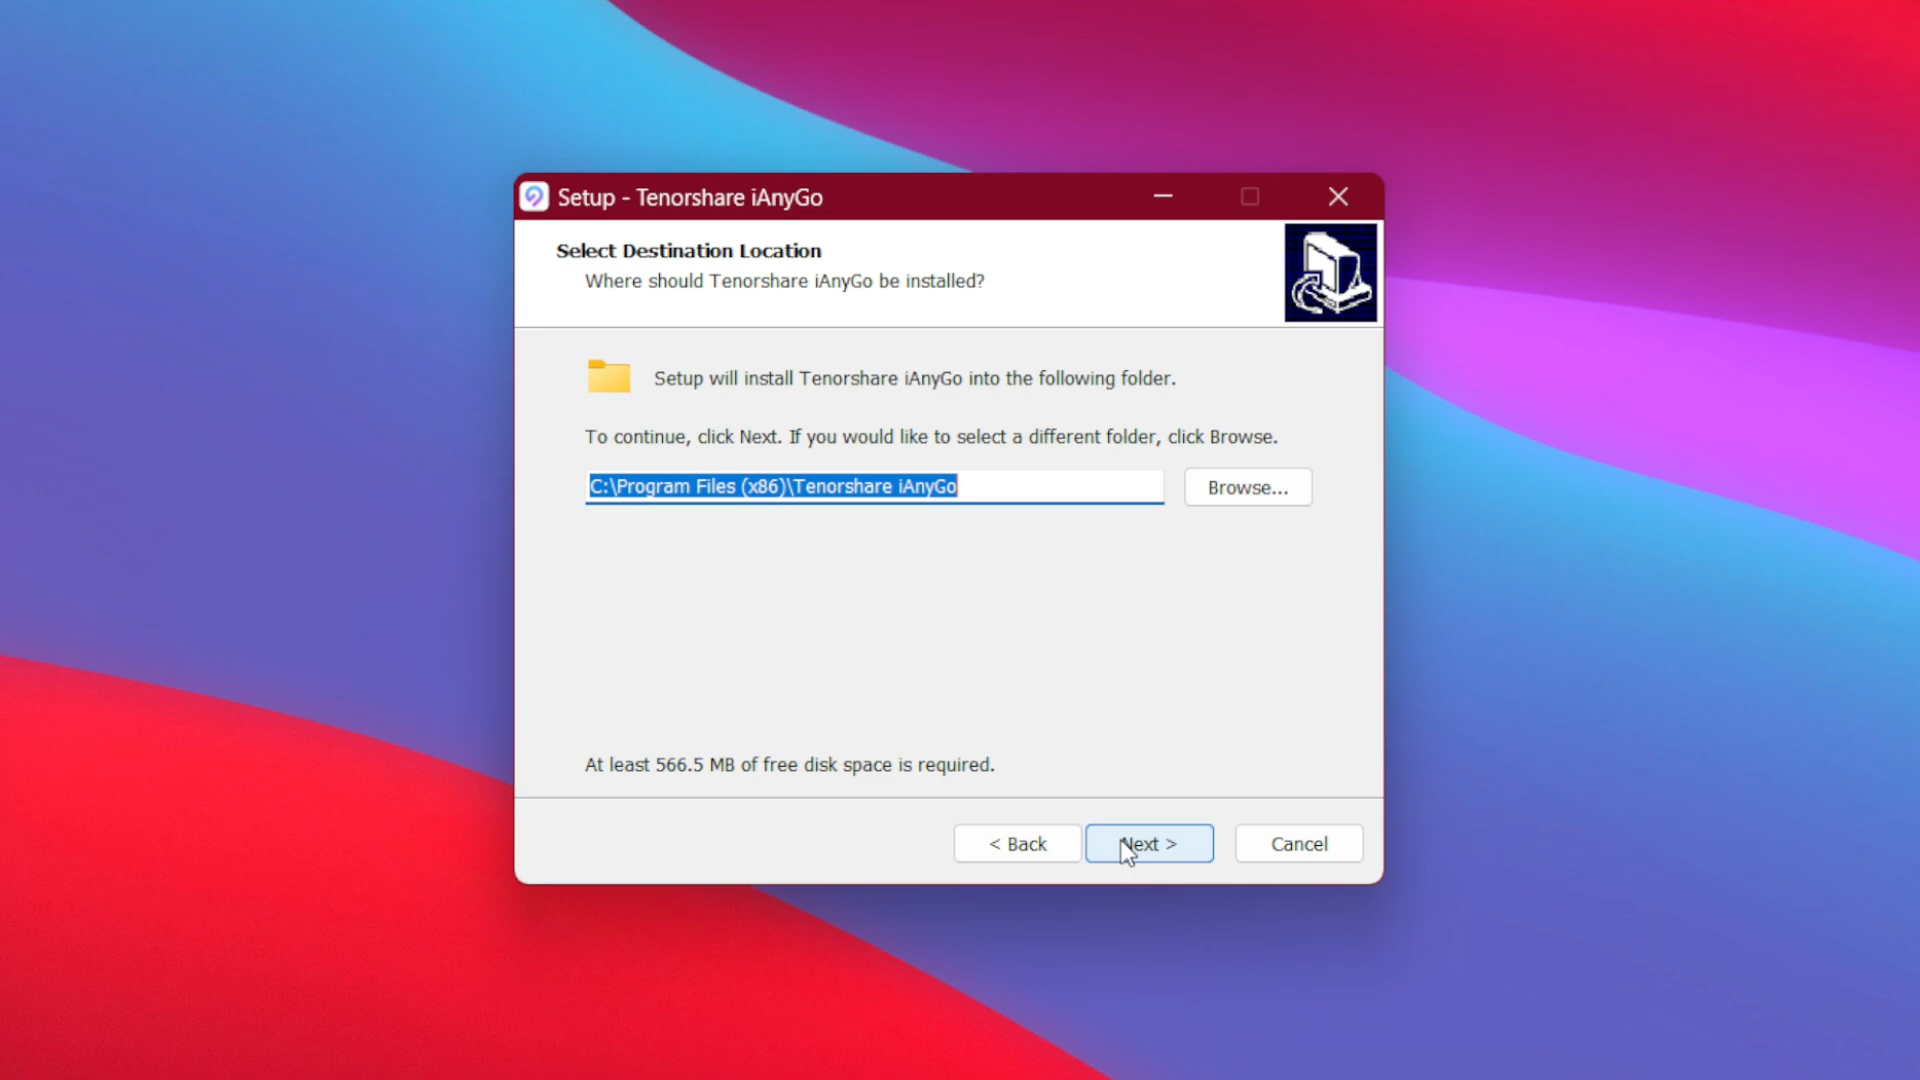 Setup - Tenorshare iAnyGo
Select Destination Location
Where should Tenorshare iAnyGo be installed?
Setup will install Tenorshare iAnyGo into the following folder.
To continue, click Next. If you would like to select a different folder, click Browse.
C:\Program Files (x86)\Tenorshare iAnyGo
Browse...
At least 566.5 MB of free disk space is required.
< Back
Next >
Cancel